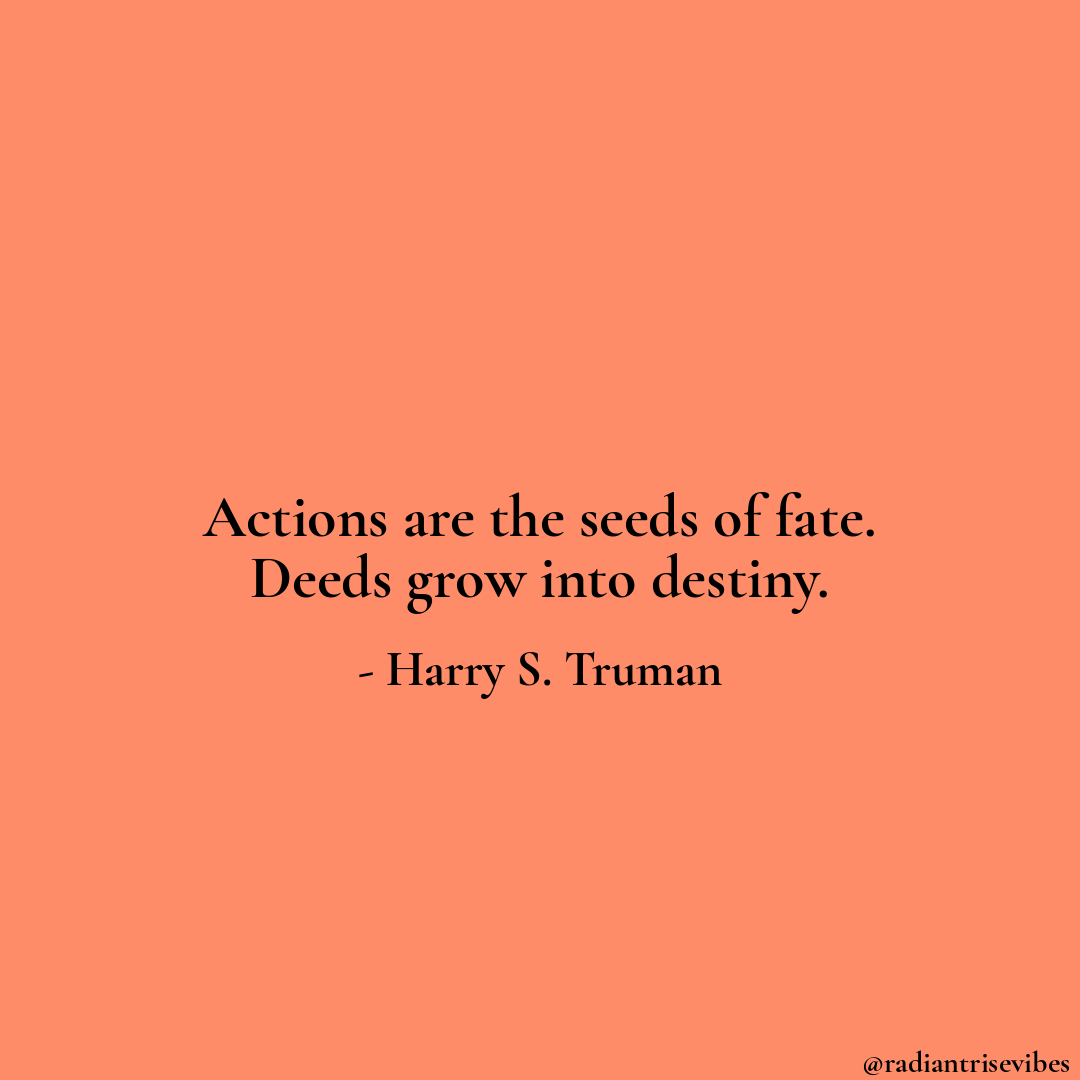 Actions are the seeds of fate.
Deeds grow into destiny.
- Harry S. Truman
@radiantrisevibes